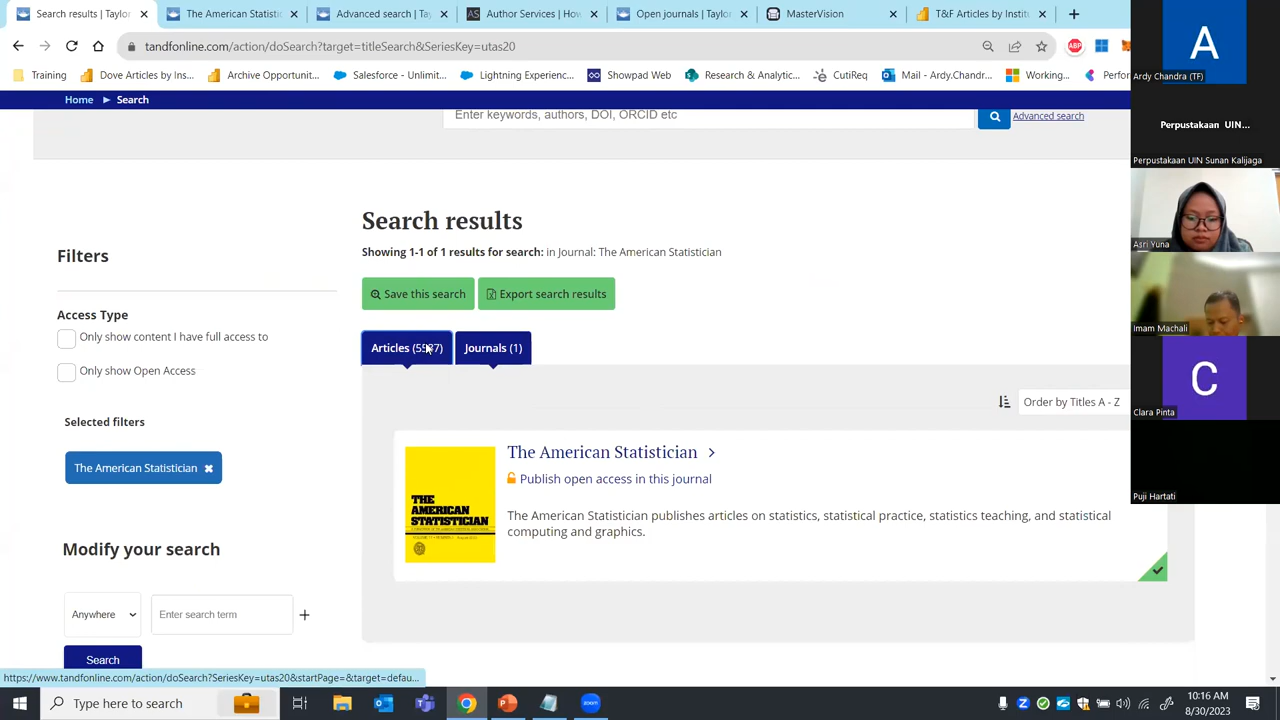 Search results | Taylor
The American Statistic
Advanced search | Tay
AS Author Services | How
Open journals | Taylor
MasterVision
T&F Articles by Institu
tandfonline.com/action/doSearch?target=titleSearch&SeriesKey=utas20
Training
Dove Articles by Ins...
Archive Opportunit...
Salesforce - Unlimit...
Lightning Experienc...
Showpad Web
Research & Analytic...
CutiReq
Mail - Ardy.Chandr...
Working...
Perfor
Home ▶ Search
Enter keywords, authors, DOI, ORCID etc
Advanced search
Search results
Showing 1-1 of 1 results for search: in Journal: The American Statistician
Save this search
Export search results
Filters
Access Type
Only show content I have full access to
Only show Open Access
Selected filters
The American Statistician ✖
Modify your search
Anywhere
Enter search term
Search
Journals (1)
Order by Titles A - Z
THE
AMERICAN
STATISTICIAN
The American Statistician
Publish open access in this journal
The American Statistician publishes articles on statistics, statistical practice, statistics teaching, and statistical
computing and graphics.
https://www.tandfonline.com/action/doSearch?SeriesKey=utas20&startPage=&target=defau...
Type here to search
10:16 AM
8/30/2023
A
Ardy Chandra (TF)
Perpustakaan UIN...
Perpustakaan UIN Sunan Kalijaga
Asri Yuna
Imam Machali
C
Clara Pinta
Puji Hartati